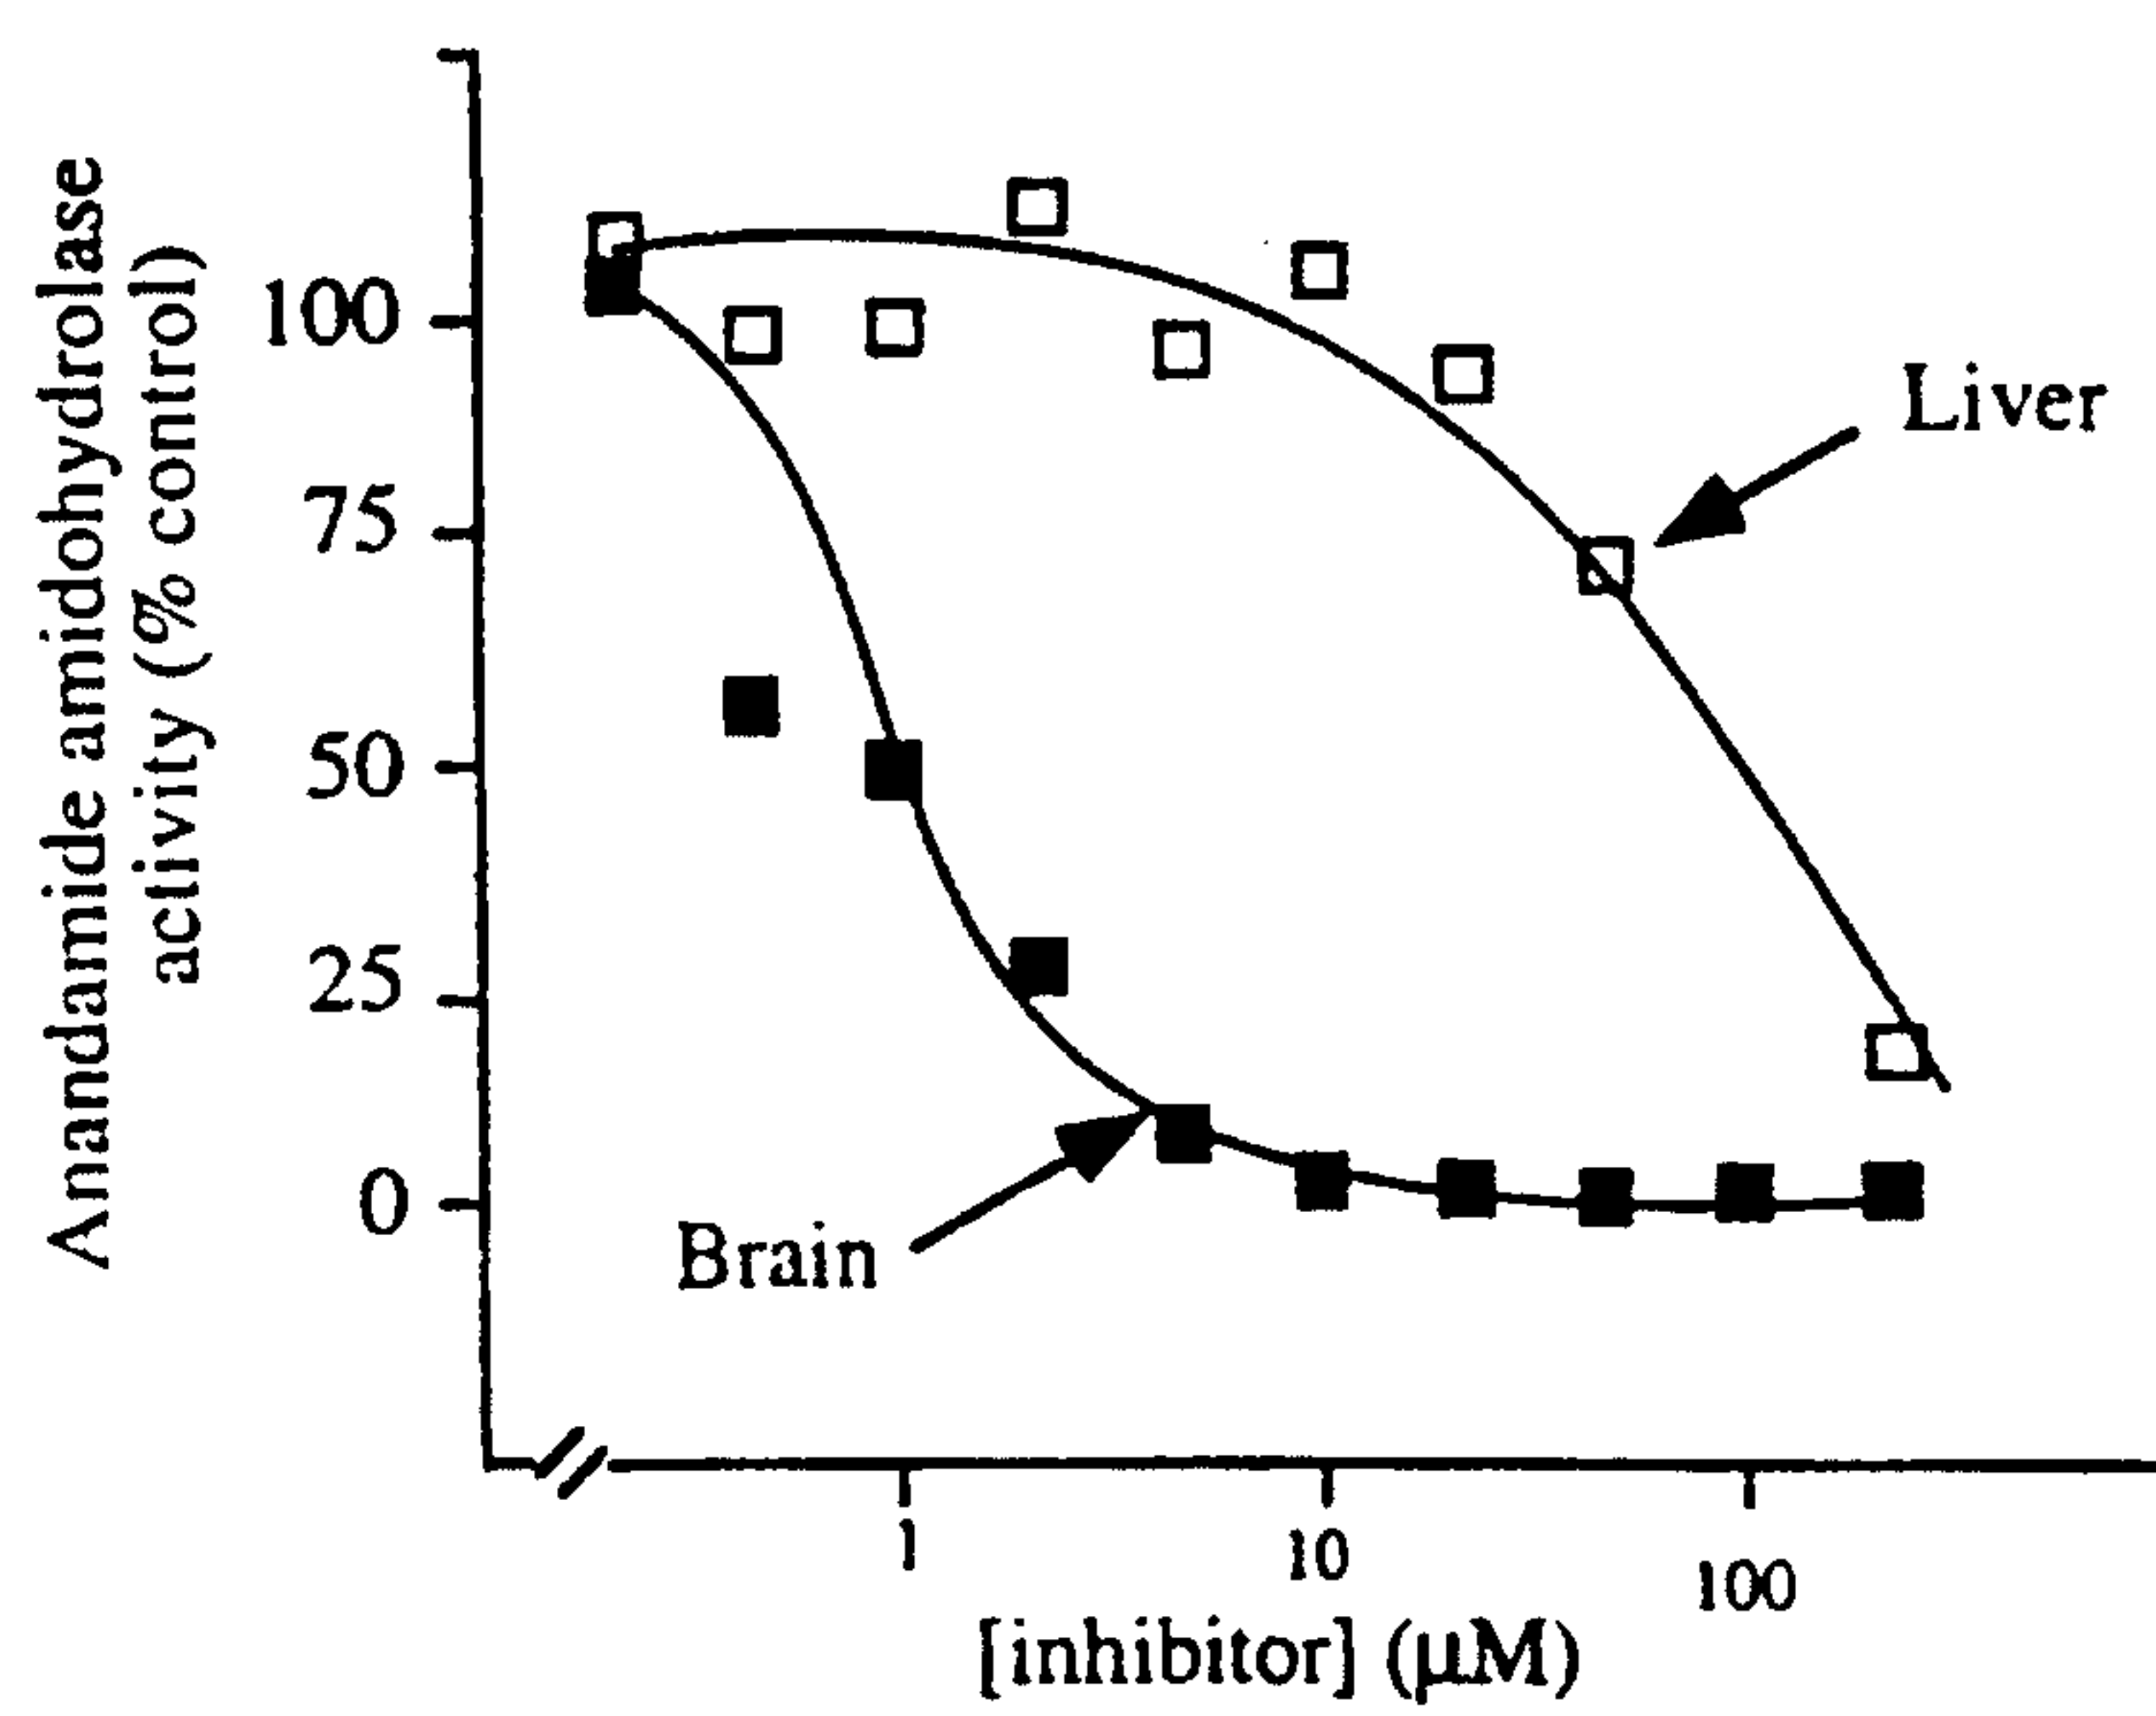 Anandamide amidohydrolase
activity (% control)
100
75
50
25
0
Liver
Brain
1
10
100
[inhibitor] (μM)